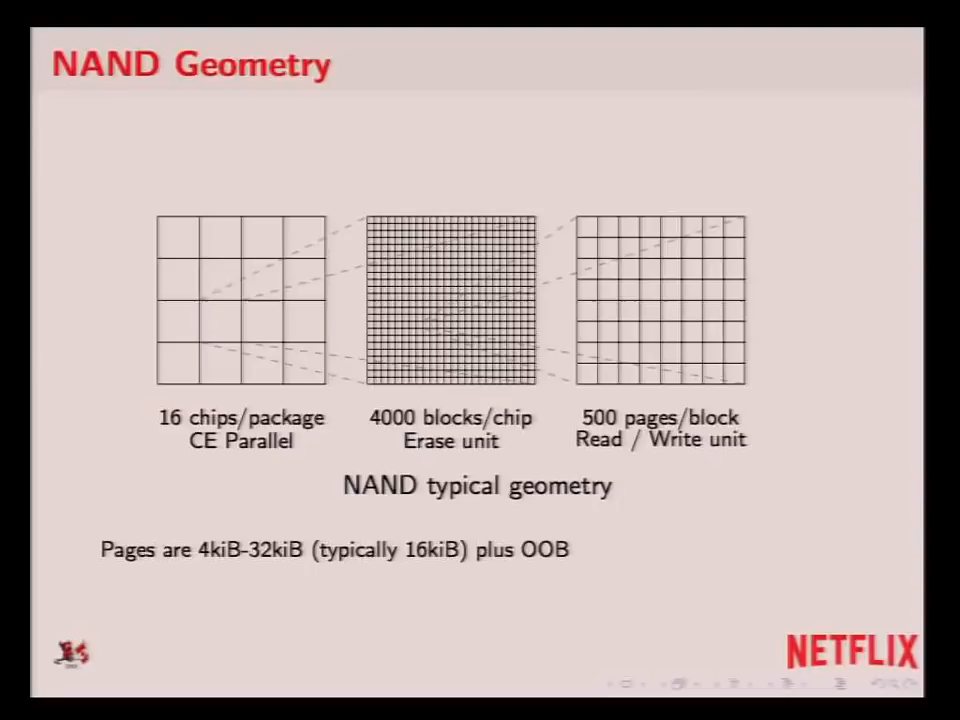 NAND Geometry
16 chips/package
CE Parallel
4000 blocks/chip
Erase unit
500 pages/block
Read / Write unit
NAND typical geometry
Pages are 4kiB-32kiB (typically 16kiB) plus OOB
NETFLIX